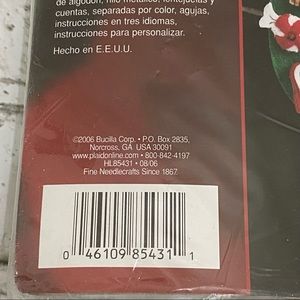 de algodón, hilo metálico, lentejuelas y
cuentas, separadas por color, agujas,
instrucciones en tres idiomas,
instrucciones para personalizar.
Hecho en E.E.U.U.
©2006 Bucilla Corp. • P.O. Box 2835,
Norcross, GA USA 30091
www.plaidonline.com • 800-842-4197
HL85431 • 08/06
Fine Needlecrafts Since 1867
0 46109 85431 1